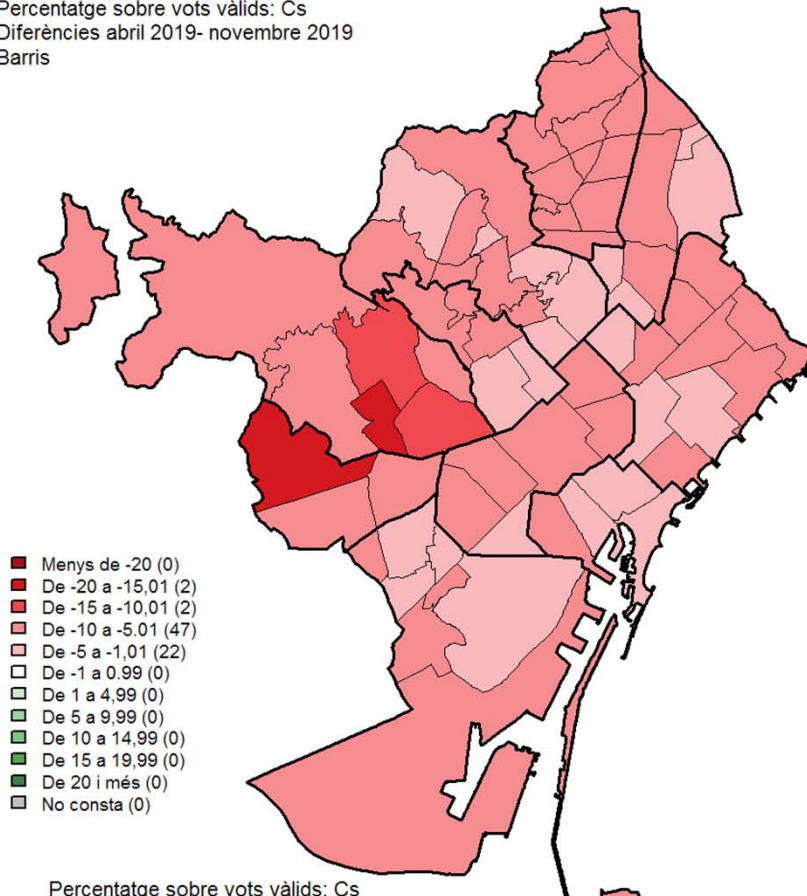 Percentatge sobre vots vàlids: Cs
Diferències abril 2019- novembre 2019
Barris
Menys de -20 (0)
De -20 a -15,01 (2)
De -15 a -10,01 (2)
De -10 a -5.01 (47)
De -5 a -1,01 (22)
De -1 a 0.99 (0)
De 1 a 4,99 (0)
De 5 a 9,99 (0)
De 10 a 14,99 (0)
De 15 a 19,99 (0)
De 20 i més (0)
No consta (0)
Percentatge sobre vots vàlids: Cs